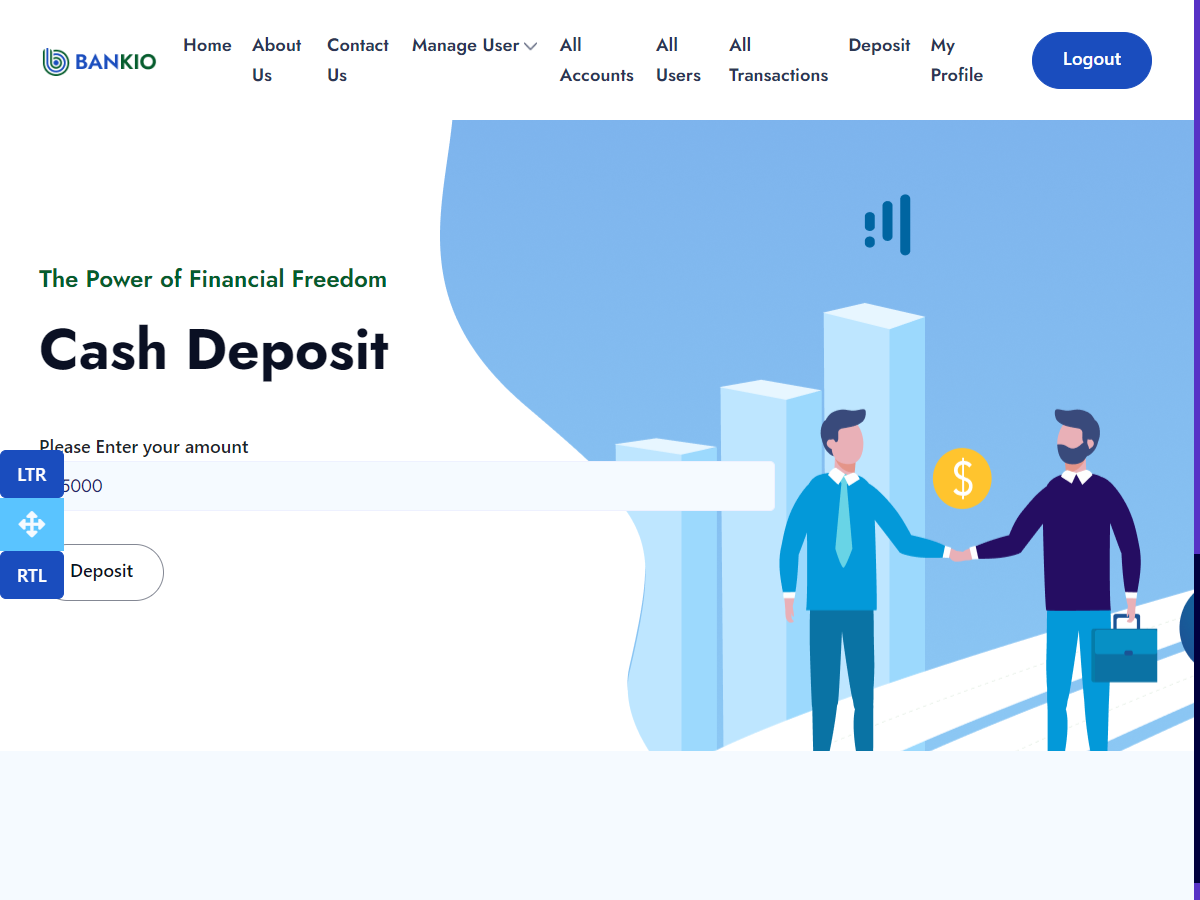 BANKIO
Home
About Us
Contact Us
Manage User
All Accounts
All Users
All Transactions
Deposit
My Profile
Logout
The Power of Financial Freedom
Cash Deposit
Please Enter your amount
5000
LTR
Deposit
RTL
$